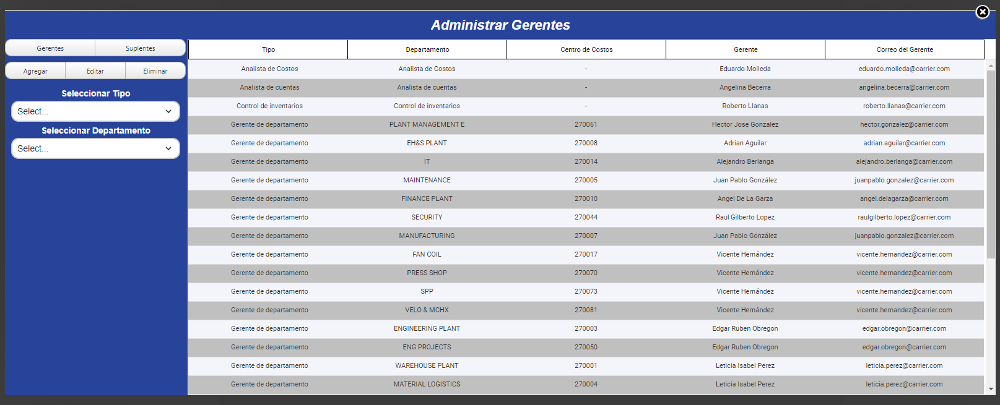 Administrar Gerentes
Gerentes Suplentes
Agregar Editar Eliminar
Seleccionar Tipo
Select...
Seleccionar Departamento
Select...
Tipo Departamento Centro de Costos Gerente Correo del Gerente
Analista de Costos Analista de Costos - Eduardo Molleda eduardo.molleda@carrier.com
Analista de cuentas Analista de cuentas - Angelina Becerra angelina.becerra@carrier.com
Control de inventarios Control de inventarios - Roberto Llanas roberto.llanas@carrier.com
Gerente de departamento PLANT MANAGEMENT E 270061 Hector Jose Gonzalez hector.gonzalez@carrier.com
Gerente de departamento EH&S PLANT 270008 Adrian Aguilar adrian.aguilar@carrier.com
Gerente de departamento IT 270014 Alejandro Berlanga alejandro.berlanga@carrier.com
Gerente de departamento MAINTENANCE 270005 Juan Pablo González juanpablo.gonzalez@carrier.com
Gerente de departamento FINANCE PLANT 270010 Angel De La Garza angel.delagarza@carrier.com
Gerente de departamento SECURITY 270044 Raul Gilberto Lopez raulgilberto.lopez@carrier.com
Gerente de departamento MANUFACTURING 270007 Juan Pablo González juanpablo.gonzalez@carrier.com
Gerente de departamento FAN COIL 270017 Vicente Hernández vicente.hernandez@carrier.com
Gerente de departamento PRESS SHOP 270070 Vicente Hernández vicente.hernandez@carrier.com
Gerente de departamento SPP 270073 Vicente Hernández vicente.hernandez@carrier.com
Gerente de departamento VELO & MCHX 270081 Vicente Hernández vicente.hernandez@carrier.com
Gerente de departamento ENGINEERING PLANT 270003 Edgar Ruben Obregon edgar.obregon@carrier.com
Gerente de departamento ENG PROJECTS 270050 Edgar Ruben Obregon edgar.obregon@carrier.com
Gerente de departamento WAREHOUSE PLANT 270001 Leticia Isabel Perez leticia.perez@carrier.com
Gerente de departamento MATERIAL LOGISTICS 270004 Leticia Isabel Perez leticia.perez@carrier.com